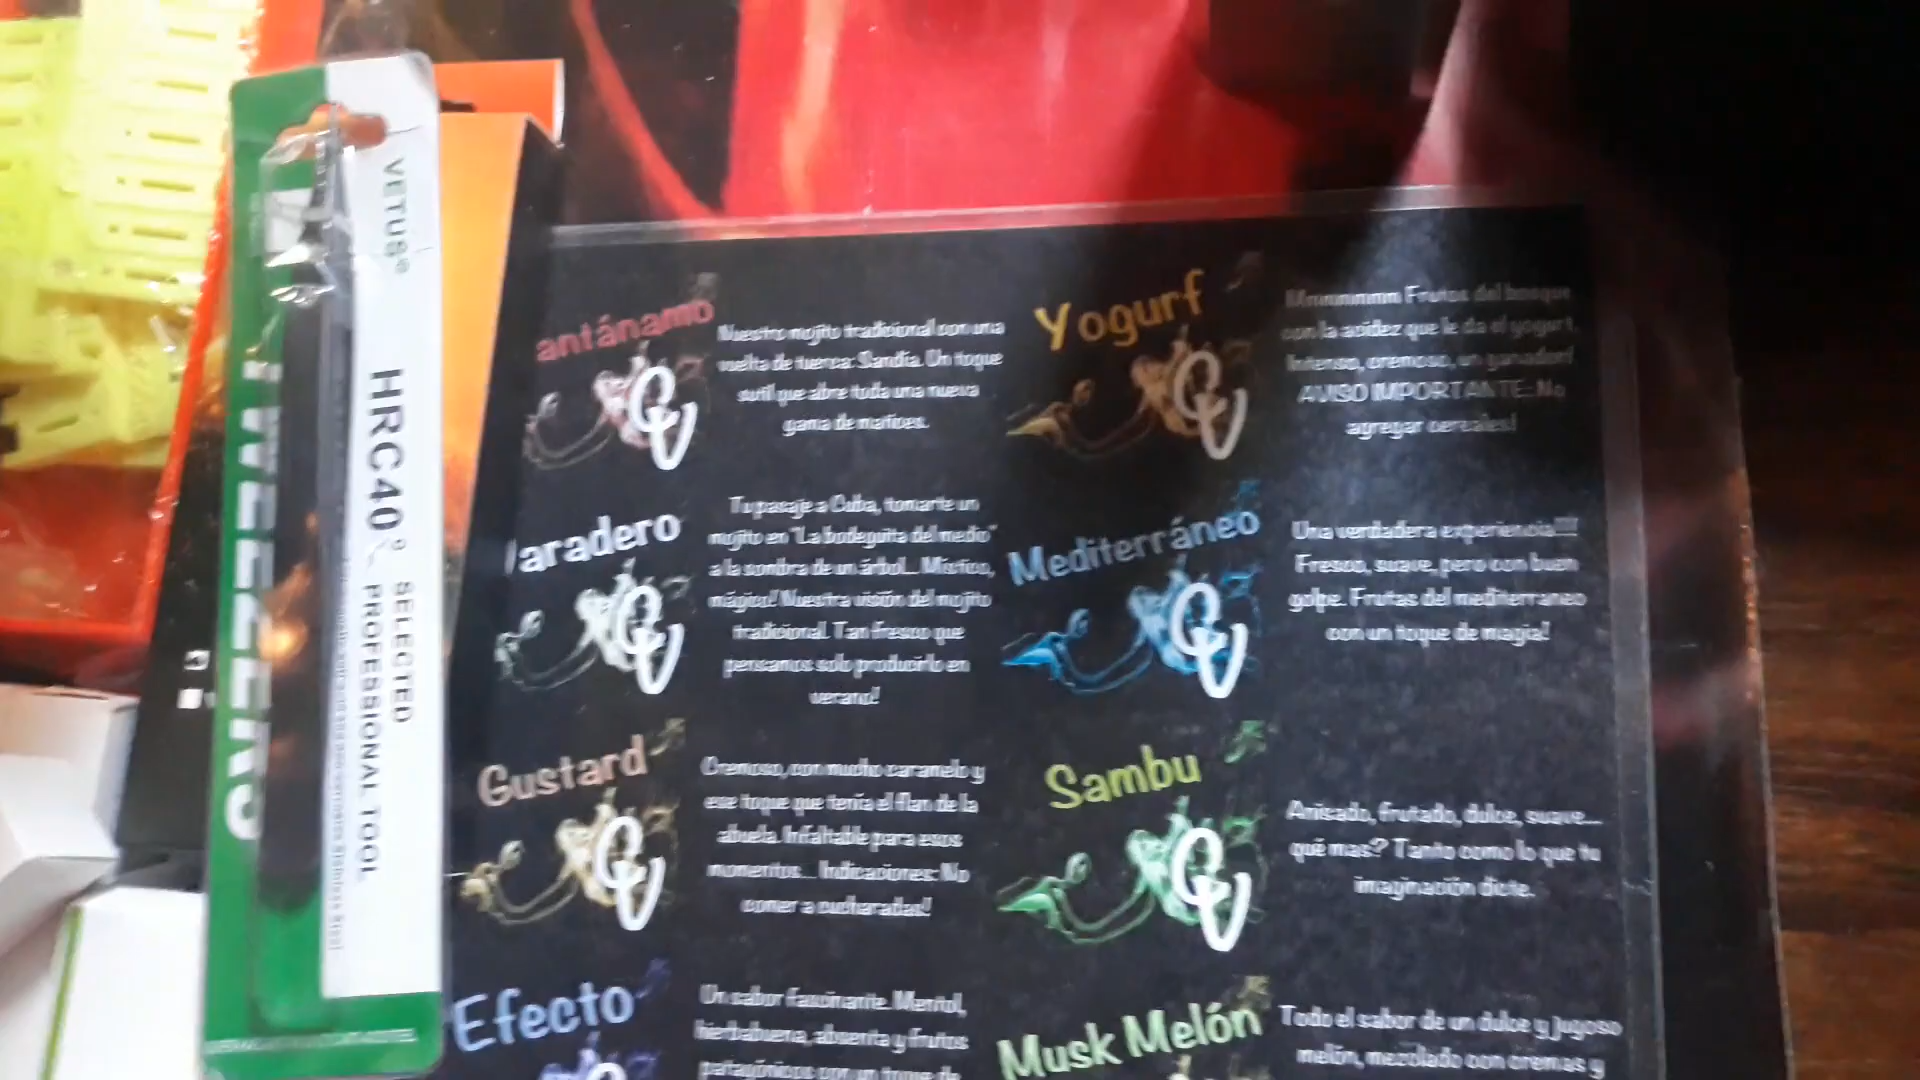 VETUS®
HRC40°
SELECTED
PROFESSIONAL TOOL
antánamo
Nuestro mojito tradicional con una
vuelta de tuerca: Sandía. Un toque
sutil que abre toda una nueva
gama de matices.
Yogurt
Mmmmmmm Frutos del bosque
con la acidez que le da el yogurt.
Intenso, cremoso, un ganador!
AVISO IMPORTANTE: No
agregar cereales!
aradero
Tu pasaje a Cuba, tomarte un
mojito en "La bodeguita del medio"
a la sombra de un árbol... Místico,
mágico! Nuestra visión del mojito
tradicional. Tan fresco que
pensamos solo producirlo en
verano!
Mediterráneo
Una verdadera experiencia!!!
Fresco, suave, pero con buen
golpe. Frutas del mediterraneo
con un toque de magia!
Gustard
Cremoso, con mucho caramelo y
ese toque que tenía el flan de la
abuela. Infaltable para esos
momentos... Indicaciones: No
comer a cucharadas!
Sambu
Anisado, frutado, dulce, suave...
qué mas? Tanto como lo que tu
imaginación dicte.
Efecto
Un sabor fascinante. Mentol,
hierbabuena, absenta y frutos
patagónicos con un toque de
Musk Melón
Todo el sabor de un dulce y jugoso
melón, mezclado con cremas y